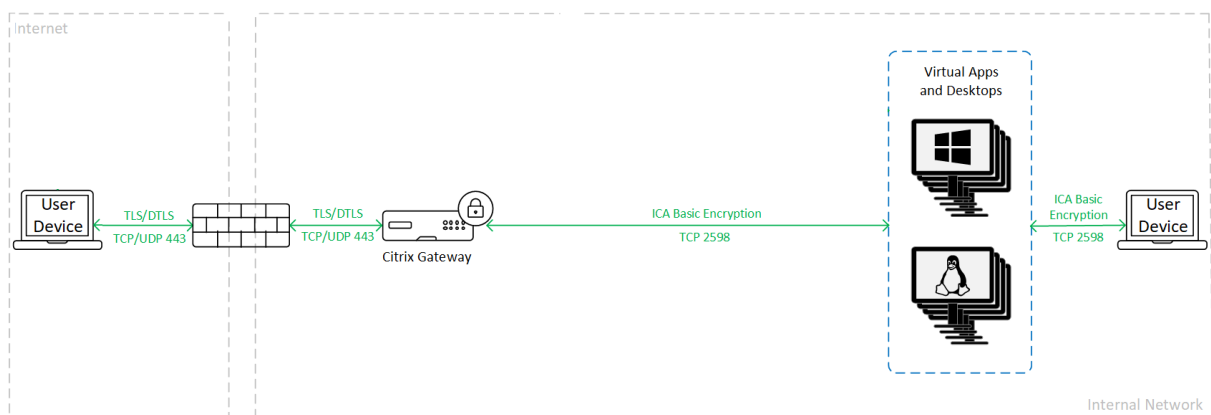 Internet
Virtual Apps
and Desktops
User
Device
TLS/DTLS
TCP/UDP 443
TLS/DTLS
TCP/UDP 443
Citrix Gateway
ICA Basic Encryption
TCP 2598
ICA Basic
Encryption
TCP 2598
User
Device
Internal Network